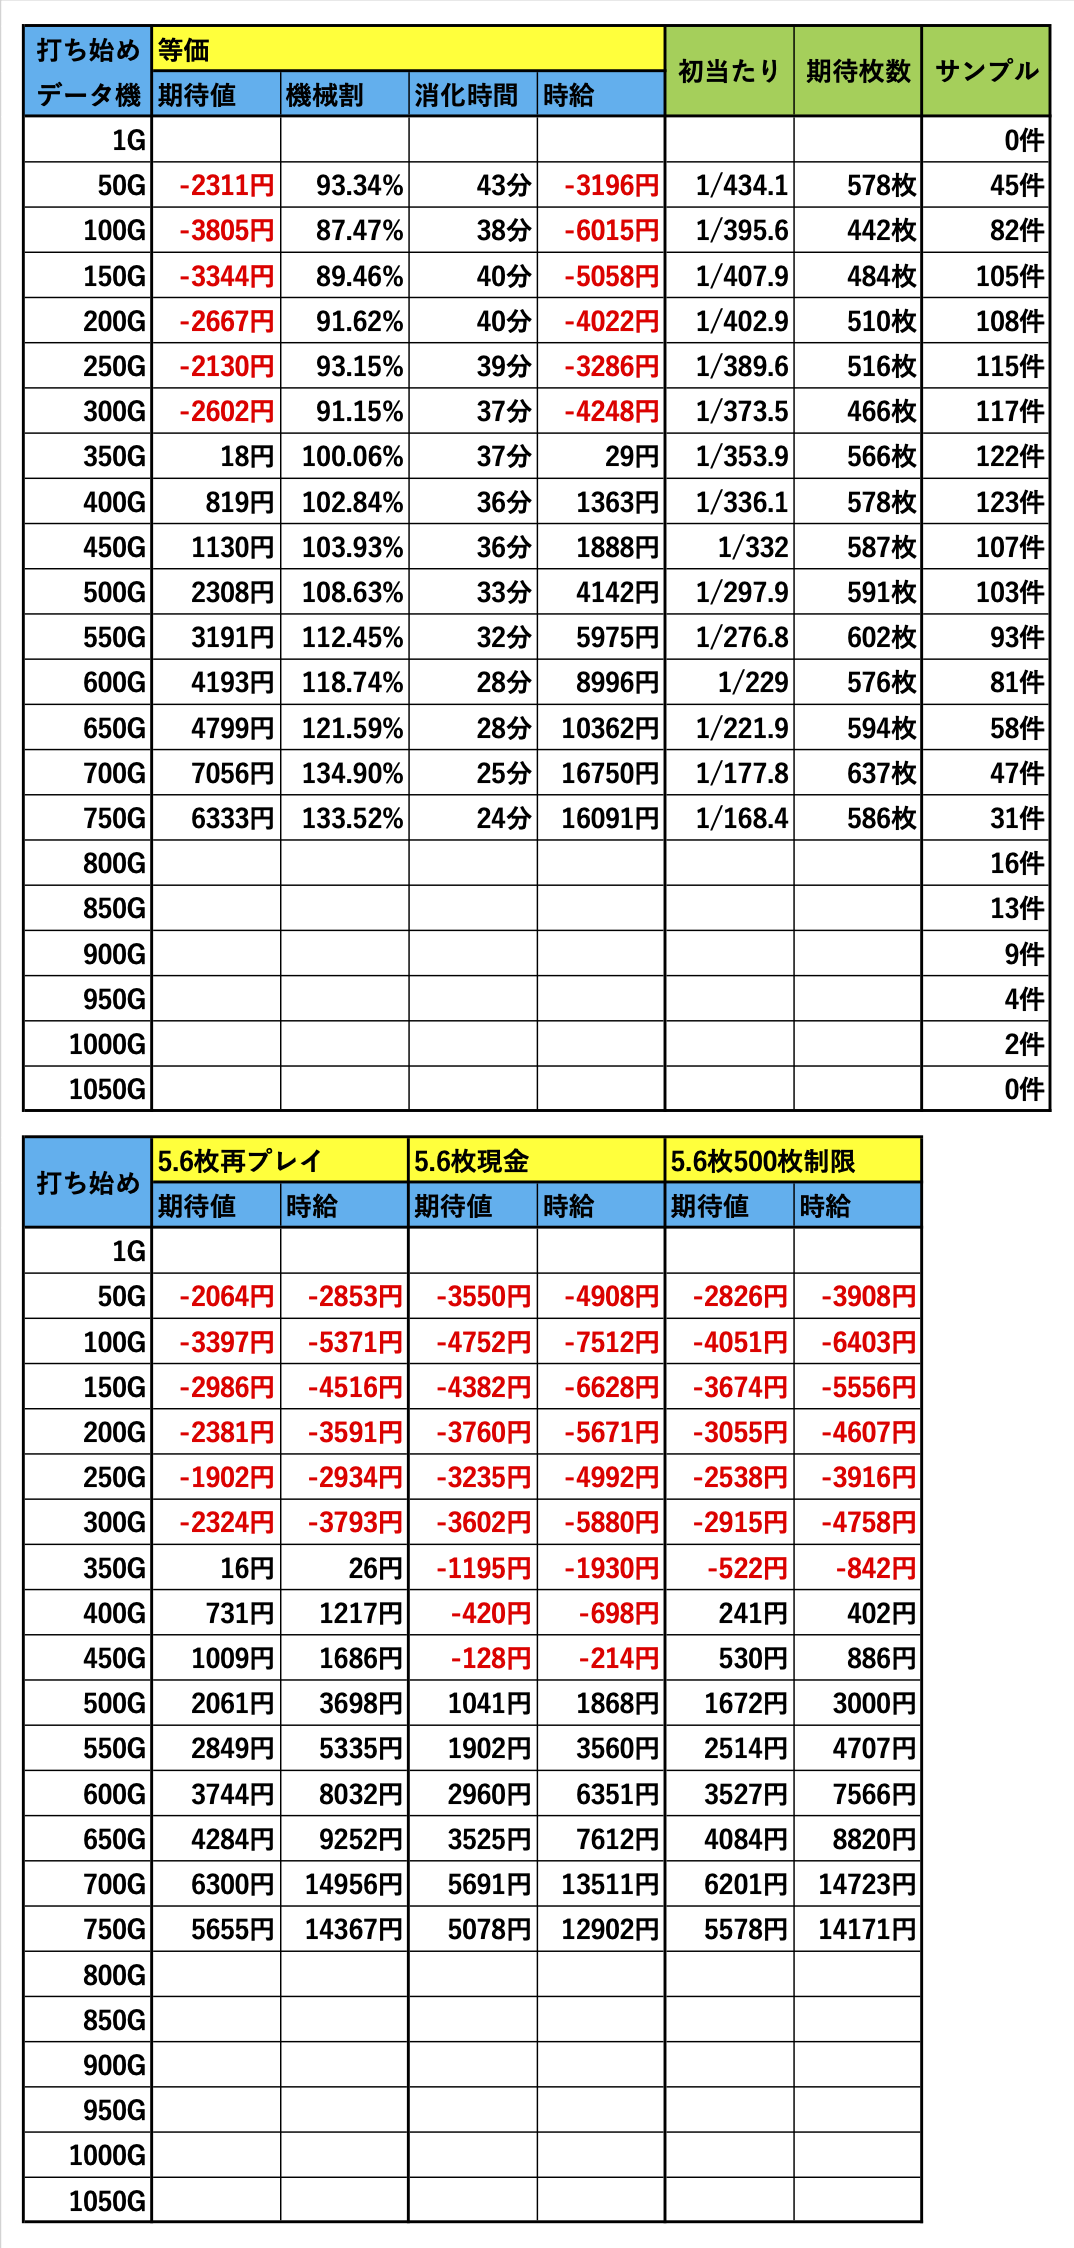 打ち始め 等価 初当たり 期待枚数 サンプル
データ機 期待値 機械割 消化時間 時給
1G 0件
50G -2311円 93.34% 43分 -3196円 1/434.1 578枚 45件
100G -3805円 87.47% 38分 -6015円 1/395.6 442枚 82件
150G -3344円 89.46% 40分 -5058円 1/407.9 484枚 105件
200G -2667円 91.62% 40分 -4022円 1/402.9 510枚 108件
250G -2130円 93.15% 39分 -3286円 1/389.6 516枚 115件
300G -2602円 91.15% 37分 -4248円 1/373.5 466枚 117件
350G 18円 100.06% 37分 29円 1/353.9 566枚 122件
400G 819円 102.84% 36分 1363円 1/336.1 578枚 123件
450G 1130円 103.93% 36分 1888円 1/332 587枚 107件
500G 2308円 108.63% 33分 4142円 1/297.9 591枚 103件
550G 3191円 112.45% 32分 5975円 1/276.8 602枚 93件
600G 4193円 118.74% 28分 8996円 1/229 576枚 81件
650G 4799円 121.59% 28分 10362円 1/221.9 594枚 58件
700G 7056円 134.90% 25分 16750円 1/177.8 637枚 47件
750G 6333円 133.52% 24分 16091円 1/168.4 586枚 31件
800G 16件
850G 13件
900G 9件
950G 4件
1000G 2件
1050G 0件
打ち始め 5.6枚再プレイ 5.6枚現金 5.6枚500枚制限
期待値 時給 期待値 時給 期待値 時給
1G
50G -2064円 -2853円 -3550円 -4908円 -2826円 -3908円
100G -3397円 -5371円 -4752円 -7512円 -4051円 -6403円
150G -2986円 -4516円 -4382円 -6628円 -3674円 -5556円
200G -2381円 -3591円 -3760円 -5671円 -3055円 -4607円
250G -1902円 -2934円 -3235円 -4992円 -2538円 -3916円
300G -2324円 -3793円 -3602円 -5880円 -2915円 -4758円
350G 16円 26円 -1195円 -1930円 -522円 -842円
400G 731円 1217円 -420円 -698円 241円 402円
450G 1009円 1686円 -128円 -214円 530円 886円
500G 2061円 3698円 1041円 1868円 1672円 3000円
550G 2849円 5335円 1902円 3560円 2514円 4707円
600G 3744円 8032円 2960円 6351円 3527円 7566円
650G 4284円 9252円 3525円 7612円 4084円 8820円
700G 6300円 14956円 5691円 13511円 6201円 14723円
750G 5655円 14367円 5078円 12902円 5578円 14171円
800G
850G
900G
950G
1000G
1050G